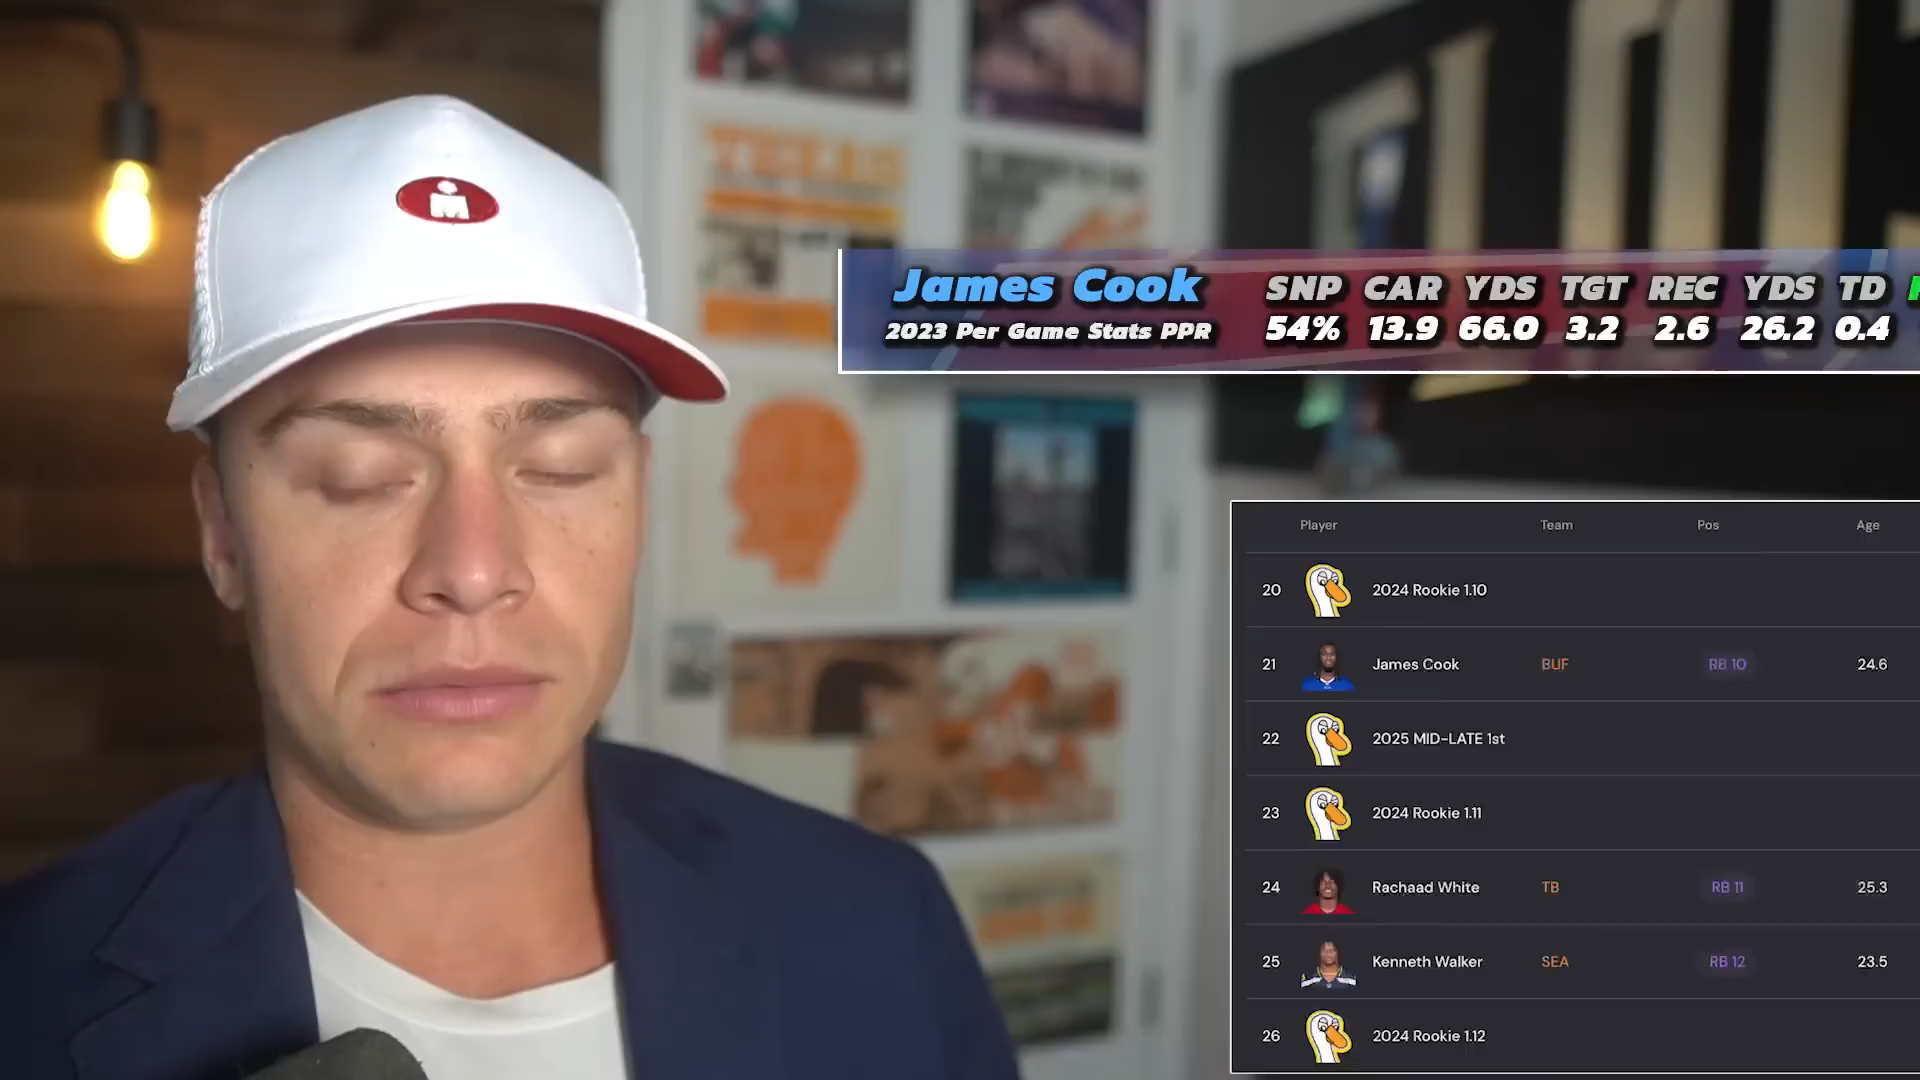 James Cook SNP CAR YDS TGT REC YDS TD
2023 Per Game Stats PPR 54% 13.9 66.0 3.2 2.6 26.2 0.4
Player Team Pos Age
20 2024 Rookie 1.10
21 James Cook BUF RB 10 24.6
22 2025 MID-LATE 1st
23 2024 Rookie 1.11
24 Rachaad White TB RB 11 25.3
25 Kenneth Walker SEA RB 12 23.5
26 2024 Rookie 1.12
iM
TEXAS